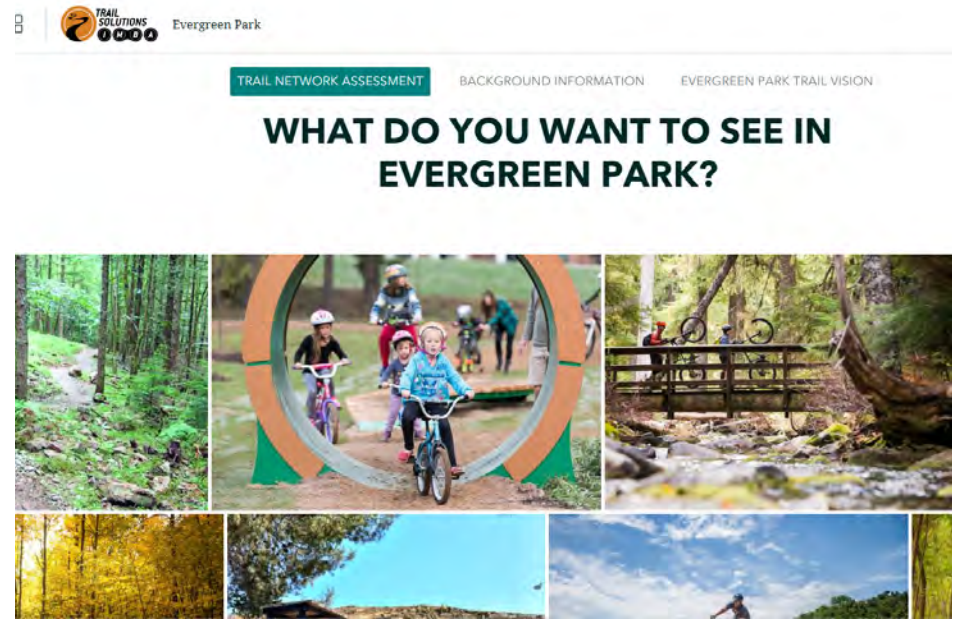 TRAIL
SOLUTIONS
IMBA
Evergreen Park
TRAIL NETWORK ASSESSMENT
BACKGROUND INFORMATION
EVERGREEN PARK TRAIL VISION
WHAT DO YOU WANT TO SEE IN
EVERGREEN PARK?